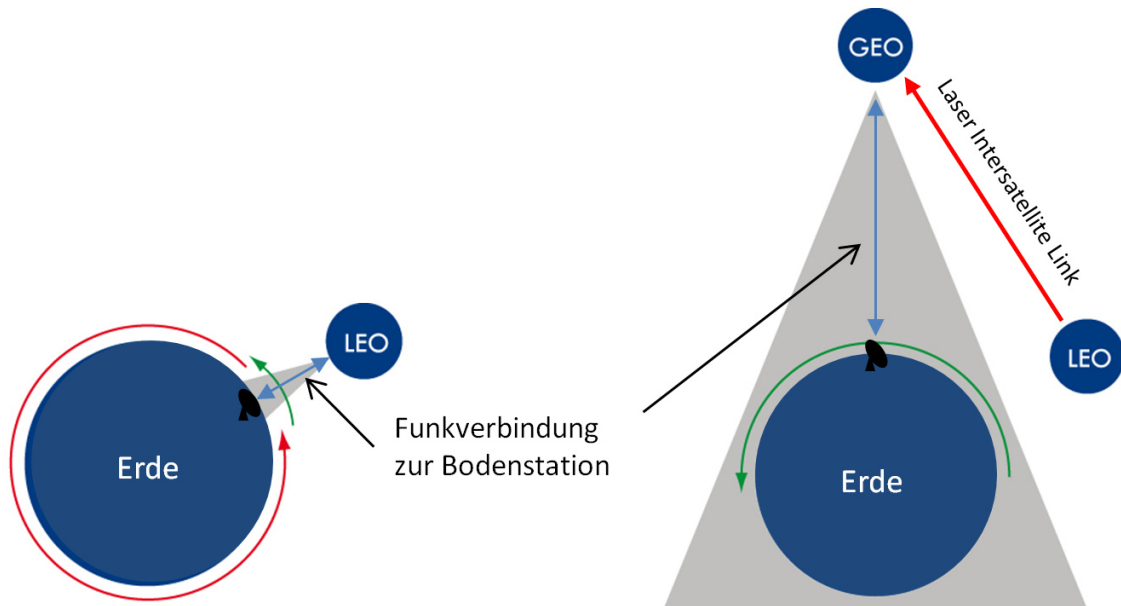 GEO
Laser Intersatellite Link
LEO
LEO
Funkverbindung
zur Bodenstation
Erde
Erde